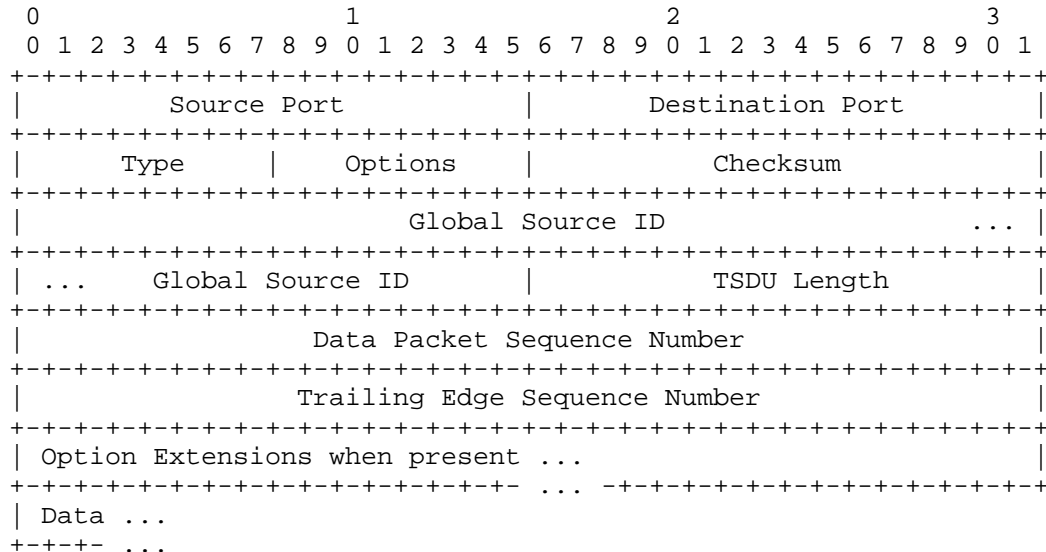 0                   1                   2                   3
 0 1 2 3 4 5 6 7 8 9 0 1 2 3 4 5 6 7 8 9 0 1 2 3 4 5 6 7 8 9 0 1
+-+-+-+-+-+-+-+-+-+-+-+-+-+-+-+-+-+-+-+-+-+-+-+-+-+-+-+-+-+-+-+-+
|         Source Port           |       Destination Port        |
+-+-+-+-+-+-+-+-+-+-+-+-+-+-+-+-+-+-+-+-+-+-+-+-+-+-+-+-+-+-+-+-+
|      Type     |    Options    |           Checksum            |
+-+-+-+-+-+-+-+-+-+-+-+-+-+-+-+-+-+-+-+-+-+-+-+-+-+-+-+-+-+-+-+-+
|                        Global Source ID                   ... |
+-+-+-+-+-+-+-+-+-+-+-+-+-+-+-+-+-+-+-+-+-+-+-+-+-+-+-+-+-+-+-+-+
| ...    Global Source ID       |           TSDU Length         |
+-+-+-+-+-+-+-+-+-+-+-+-+-+-+-+-+-+-+-+-+-+-+-+-+-+-+-+-+-+-+-+-+
|                  Data Packet Sequence Number                  |
+-+-+-+-+-+-+-+-+-+-+-+-+-+-+-+-+-+-+-+-+-+-+-+-+-+-+-+-+-+-+-+-+
|                 Trailing Edge Sequence Number                 |
+-+-+-+-+-+-+-+-+-+-+-+-+-+-+-+-+-+-+-+-+-+-+-+-+-+-+-+-+-+-+-+-+
| Option Extensions when present ...                            |
+-+-+-+-+-+-+-+-+-+-+-+-+-+-+-+- ... -+-+-+-+-+-+-+-+-+-+-+-+-+-+
| Data ...
+-+-+- ...